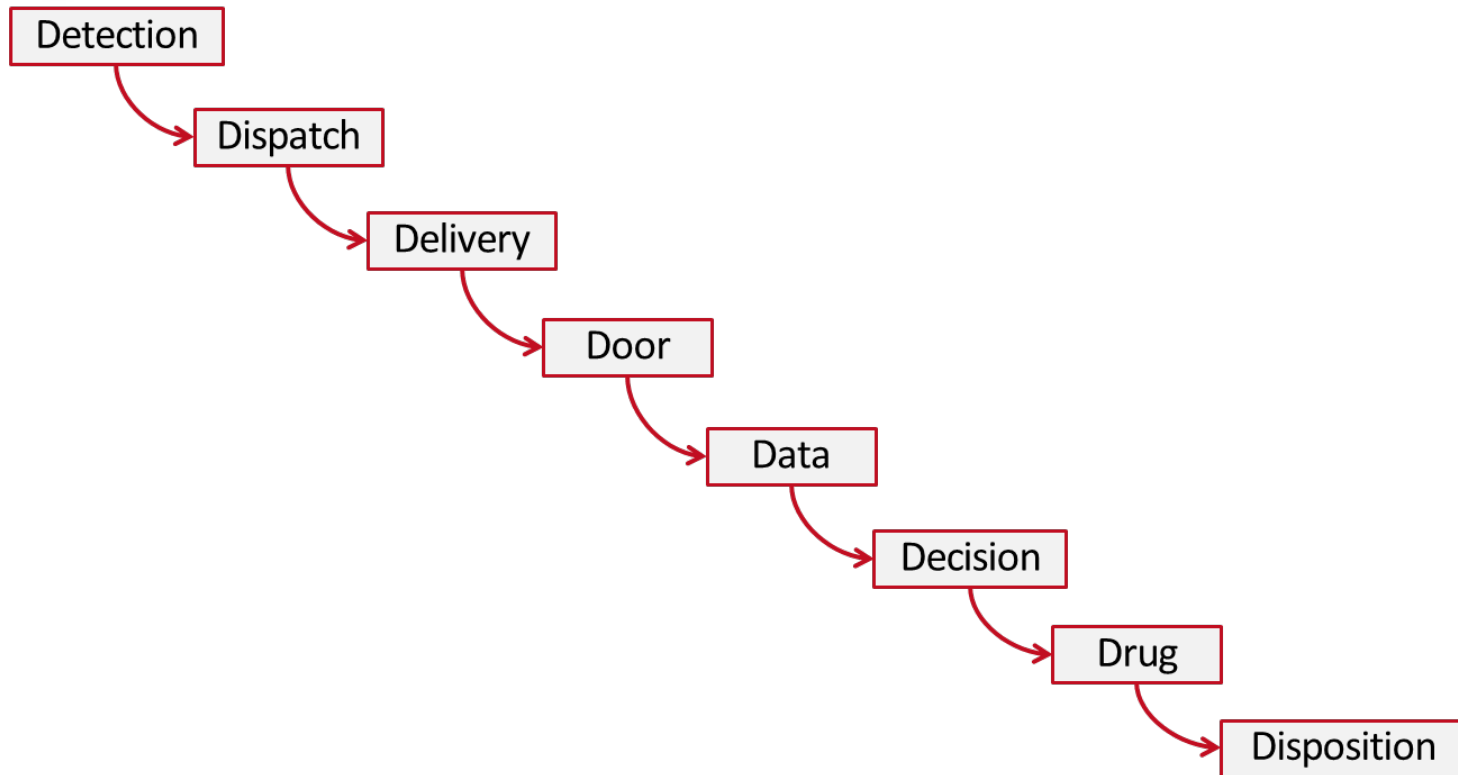 Detection
Dispatch
Delivery
Door
Data
Decision
Drug
Disposition